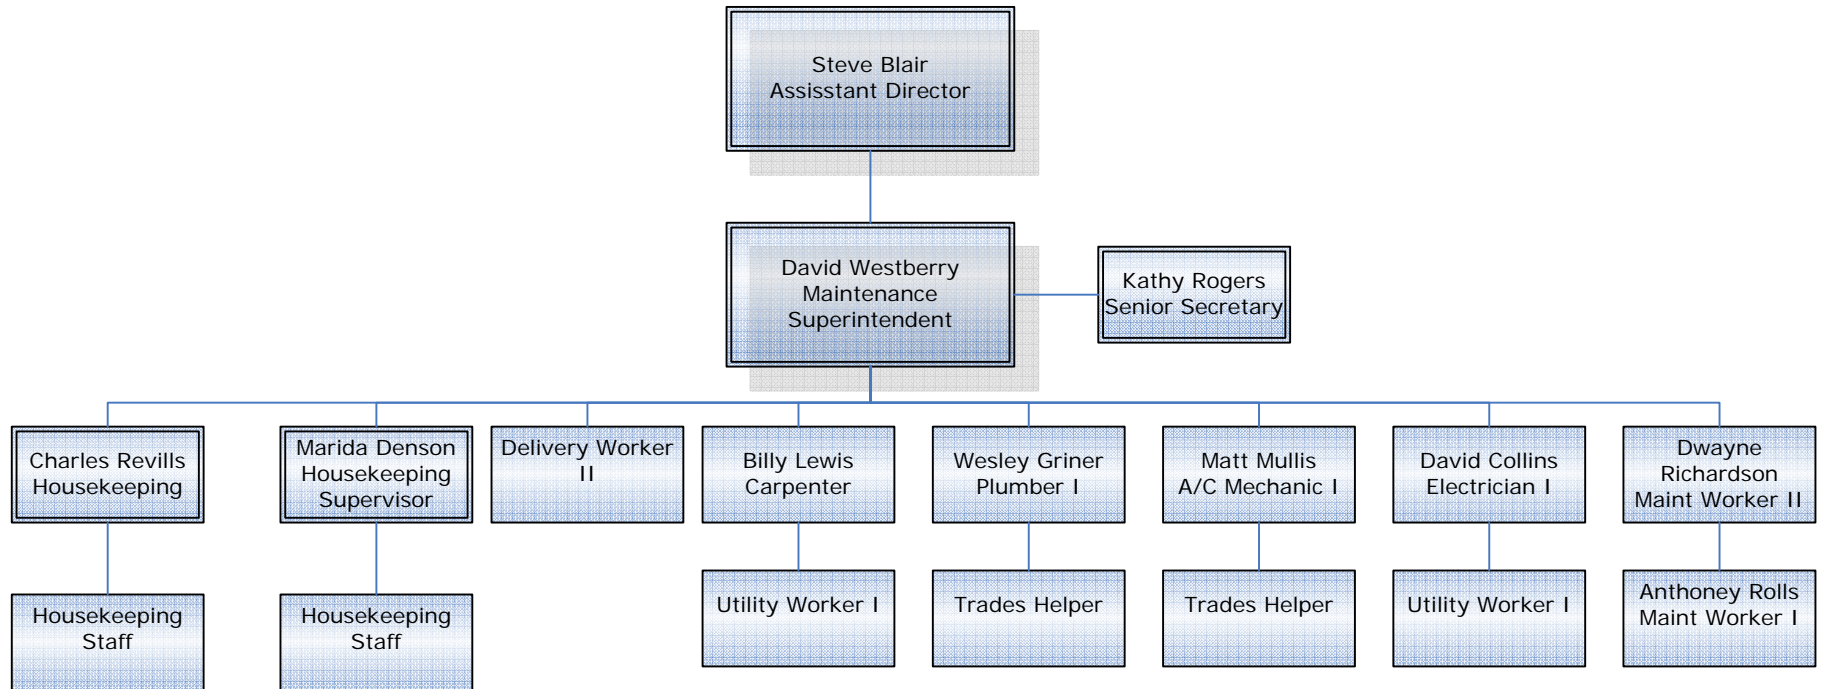 Steve Blair
Assisstant Director
David Westberry
Maintenance
Superintendent
Kathy Rogers
Senior Secretary
Charles Revills
Housekeeping
Marida Denson
Housekeeping
Supervisor
Delivery Worker
II
Billy Lewis
Carpenter
Wesley Griner
Plumber I
Matt Mullis
A/C Mechanic I
David Collins
Electrician I
Dwayne
Richardson
Maint Worker II
Housekeeping
Staff
Housekeeping
Staff
Utility Worker I
Trades Helper
Trades Helper
Utility Worker I
Anthoney Rolls
Maint Worker I